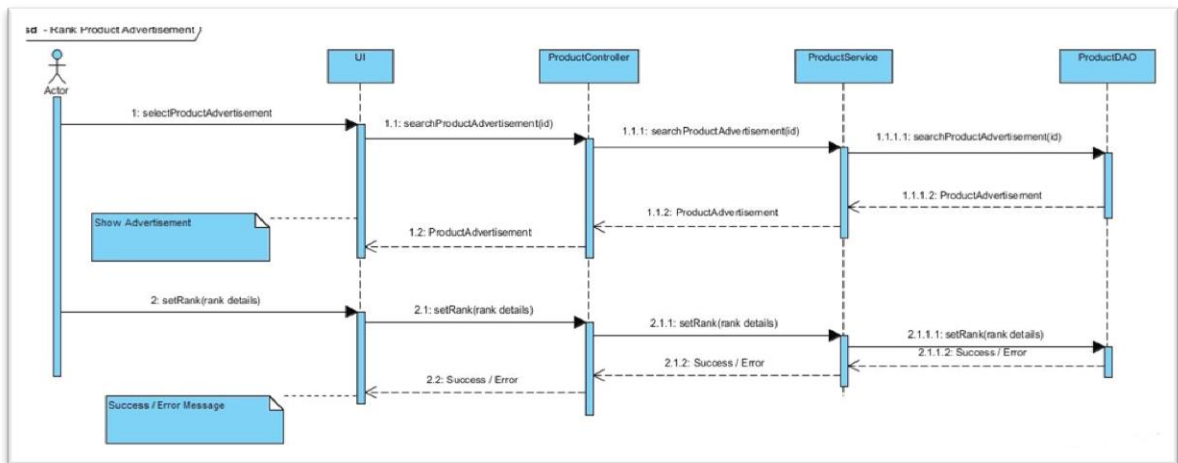 sd - Rank Product Advertisement
Actor
UI
ProductController
ProductService
ProductDAO
1: selectProductAdvertisement
1.1: searchProductAdvertisement(id)
1.1.1: searchProductAdvertisement(id)
1.1.1.1: searchProductAdvertisement(id)
1.1.1.2: ProductAdvertisement
1.1.2: ProductAdvertisement
1.2: ProductAdvertisement
Show Advertisement
2: setRank(rank details)
2.1: setRank(rank details)
2.1.1: setRank(rank details)
2.1.1.1: setRank(rank details)
2.1.1.2: Success / Error
2.1.2: Success / Error
2.2: Success / Error
Success / Error Message